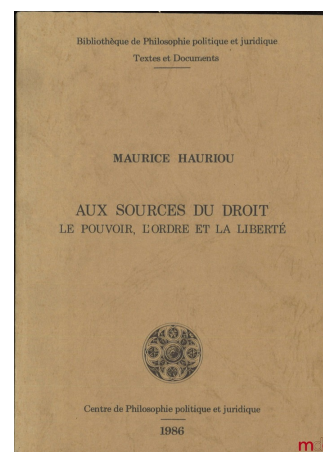 Bibliothèque de Philosophie politique et juridique
Textes et Documents
MAURICE HAURIOU
AUX SOURCES DU DROIT
LE POUVOIR, L'ORDRE ET LA LIBERTÉ
Centre de Philosophie politique et juridique
1986